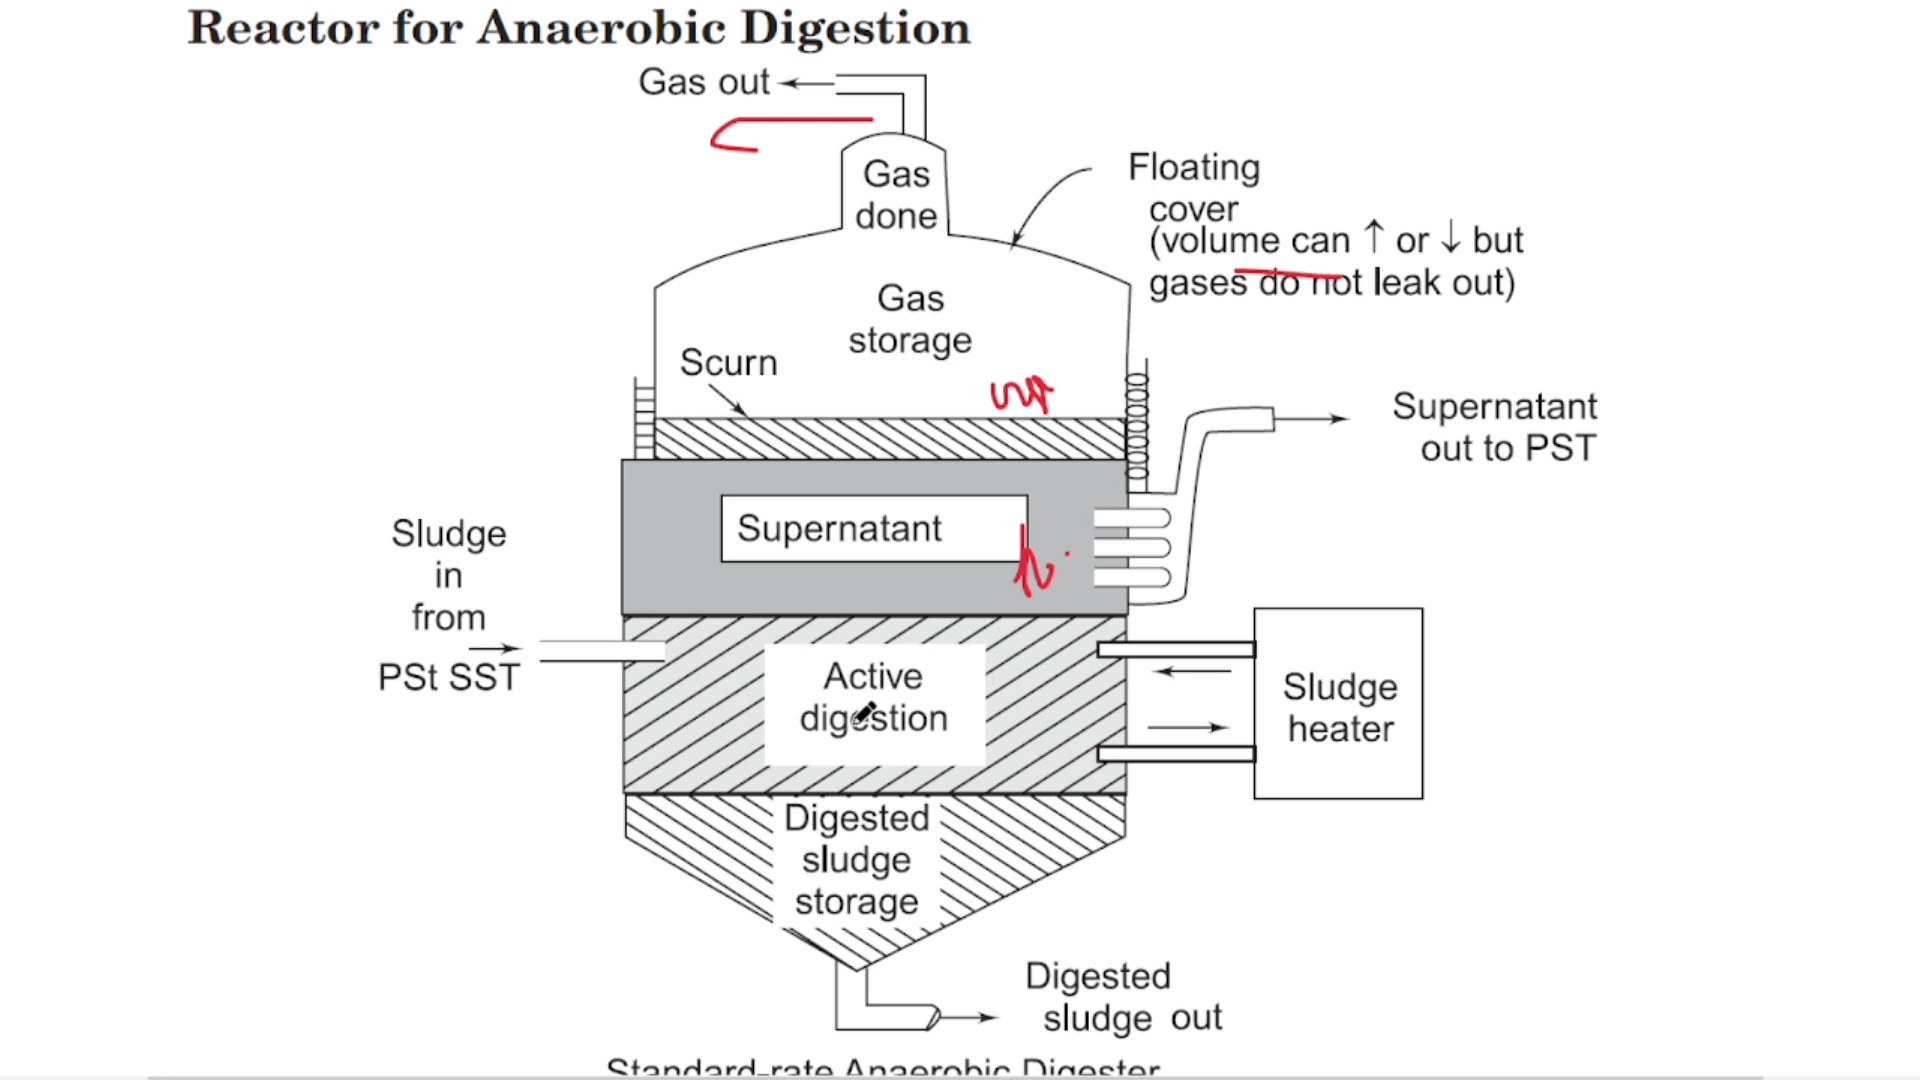 Reactor for Anaerobic Digestion
Gas out
Gas
done
Floating
cover
(volume can ↑ or ↓ but
gases do not leak out)
Gas
storage
Scurn
Supernatant
out to PST
Supernatant
Sludge
in
from
PSt SST
Active
digestion
Sludge
heater
Digested
sludge
storage
Digested
sludge out
Standard-rate Anaerobic Digester